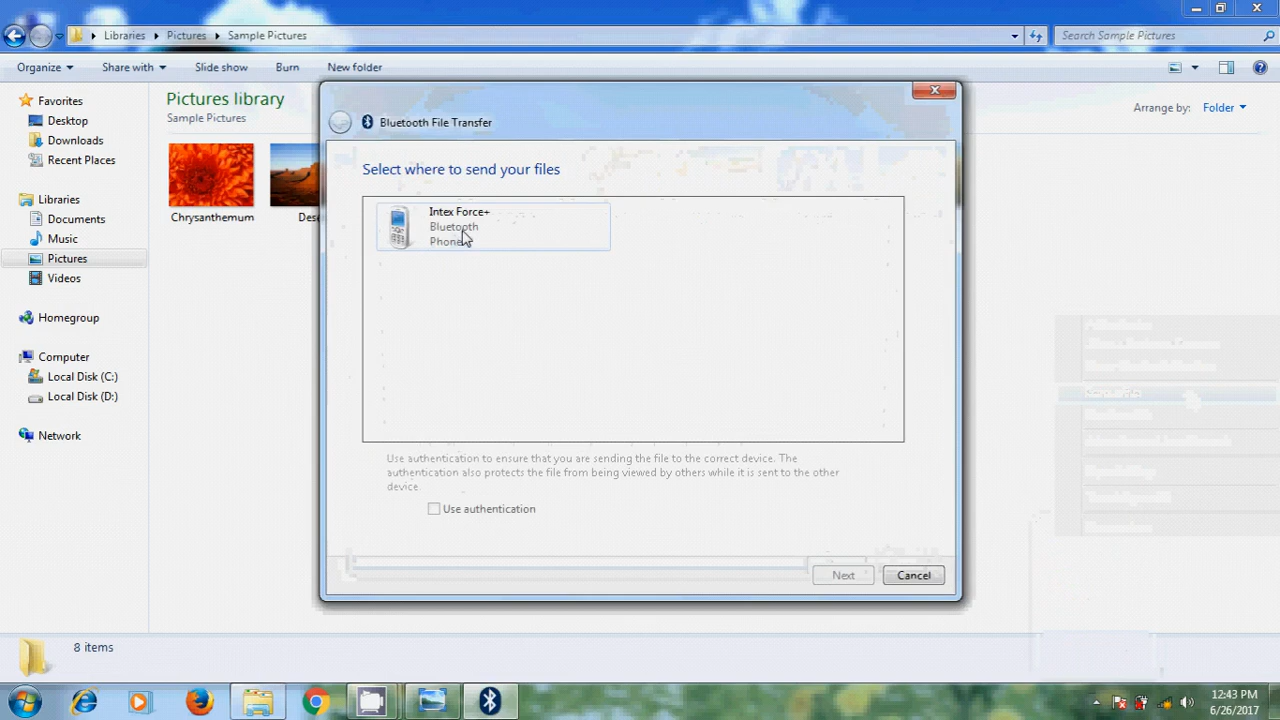 Libraries
Pictures
Sample Pictures
Search Sample Pictures
Organize
Share with
Slide show
Burn
New folder
Favorites
Desktop
Downloads
Recent Places
Libraries
Documents
Music
Pictures
Videos
Homegroup
Computer
Local Disk (C:)
Local Disk (D:)
Network
Pictures library
Sample Pictures
Arrange by: Folder
Chrysanthemum
Dese
Bluetooth File Transfer
Select where to send your files
Intex Force+
Bluetooth
Phone
Use authentication to ensure that you are sending the file to the correct device. The
authentication also protects the file from being viewed by others while it is sent to the other
device.
Use authentication
Next
Cancel
8 items
12:43 PM
6/26/2017